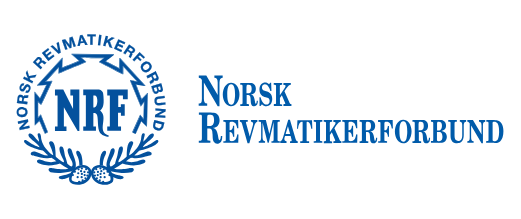 NORSK REVMATIKERFORBUND
NRF
NORSK
REVMATIKERFORBUND